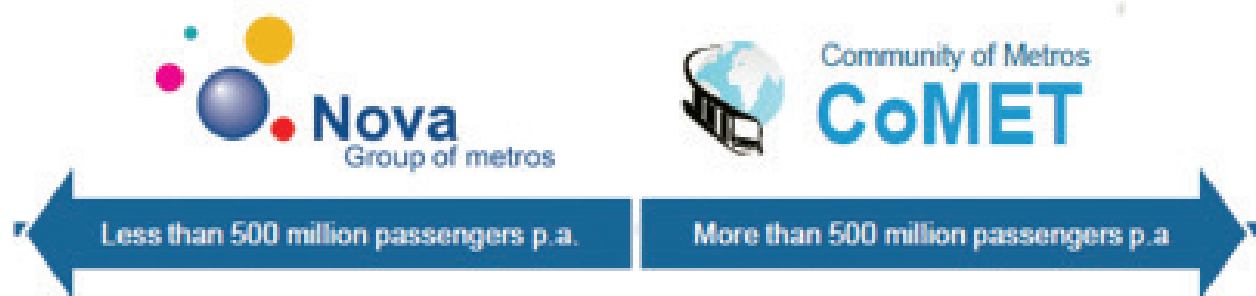 Nova
Group of metros
Community of Metros
CoMET
Less than 500 million passengers p.a.
More than 500 million passengers p.a